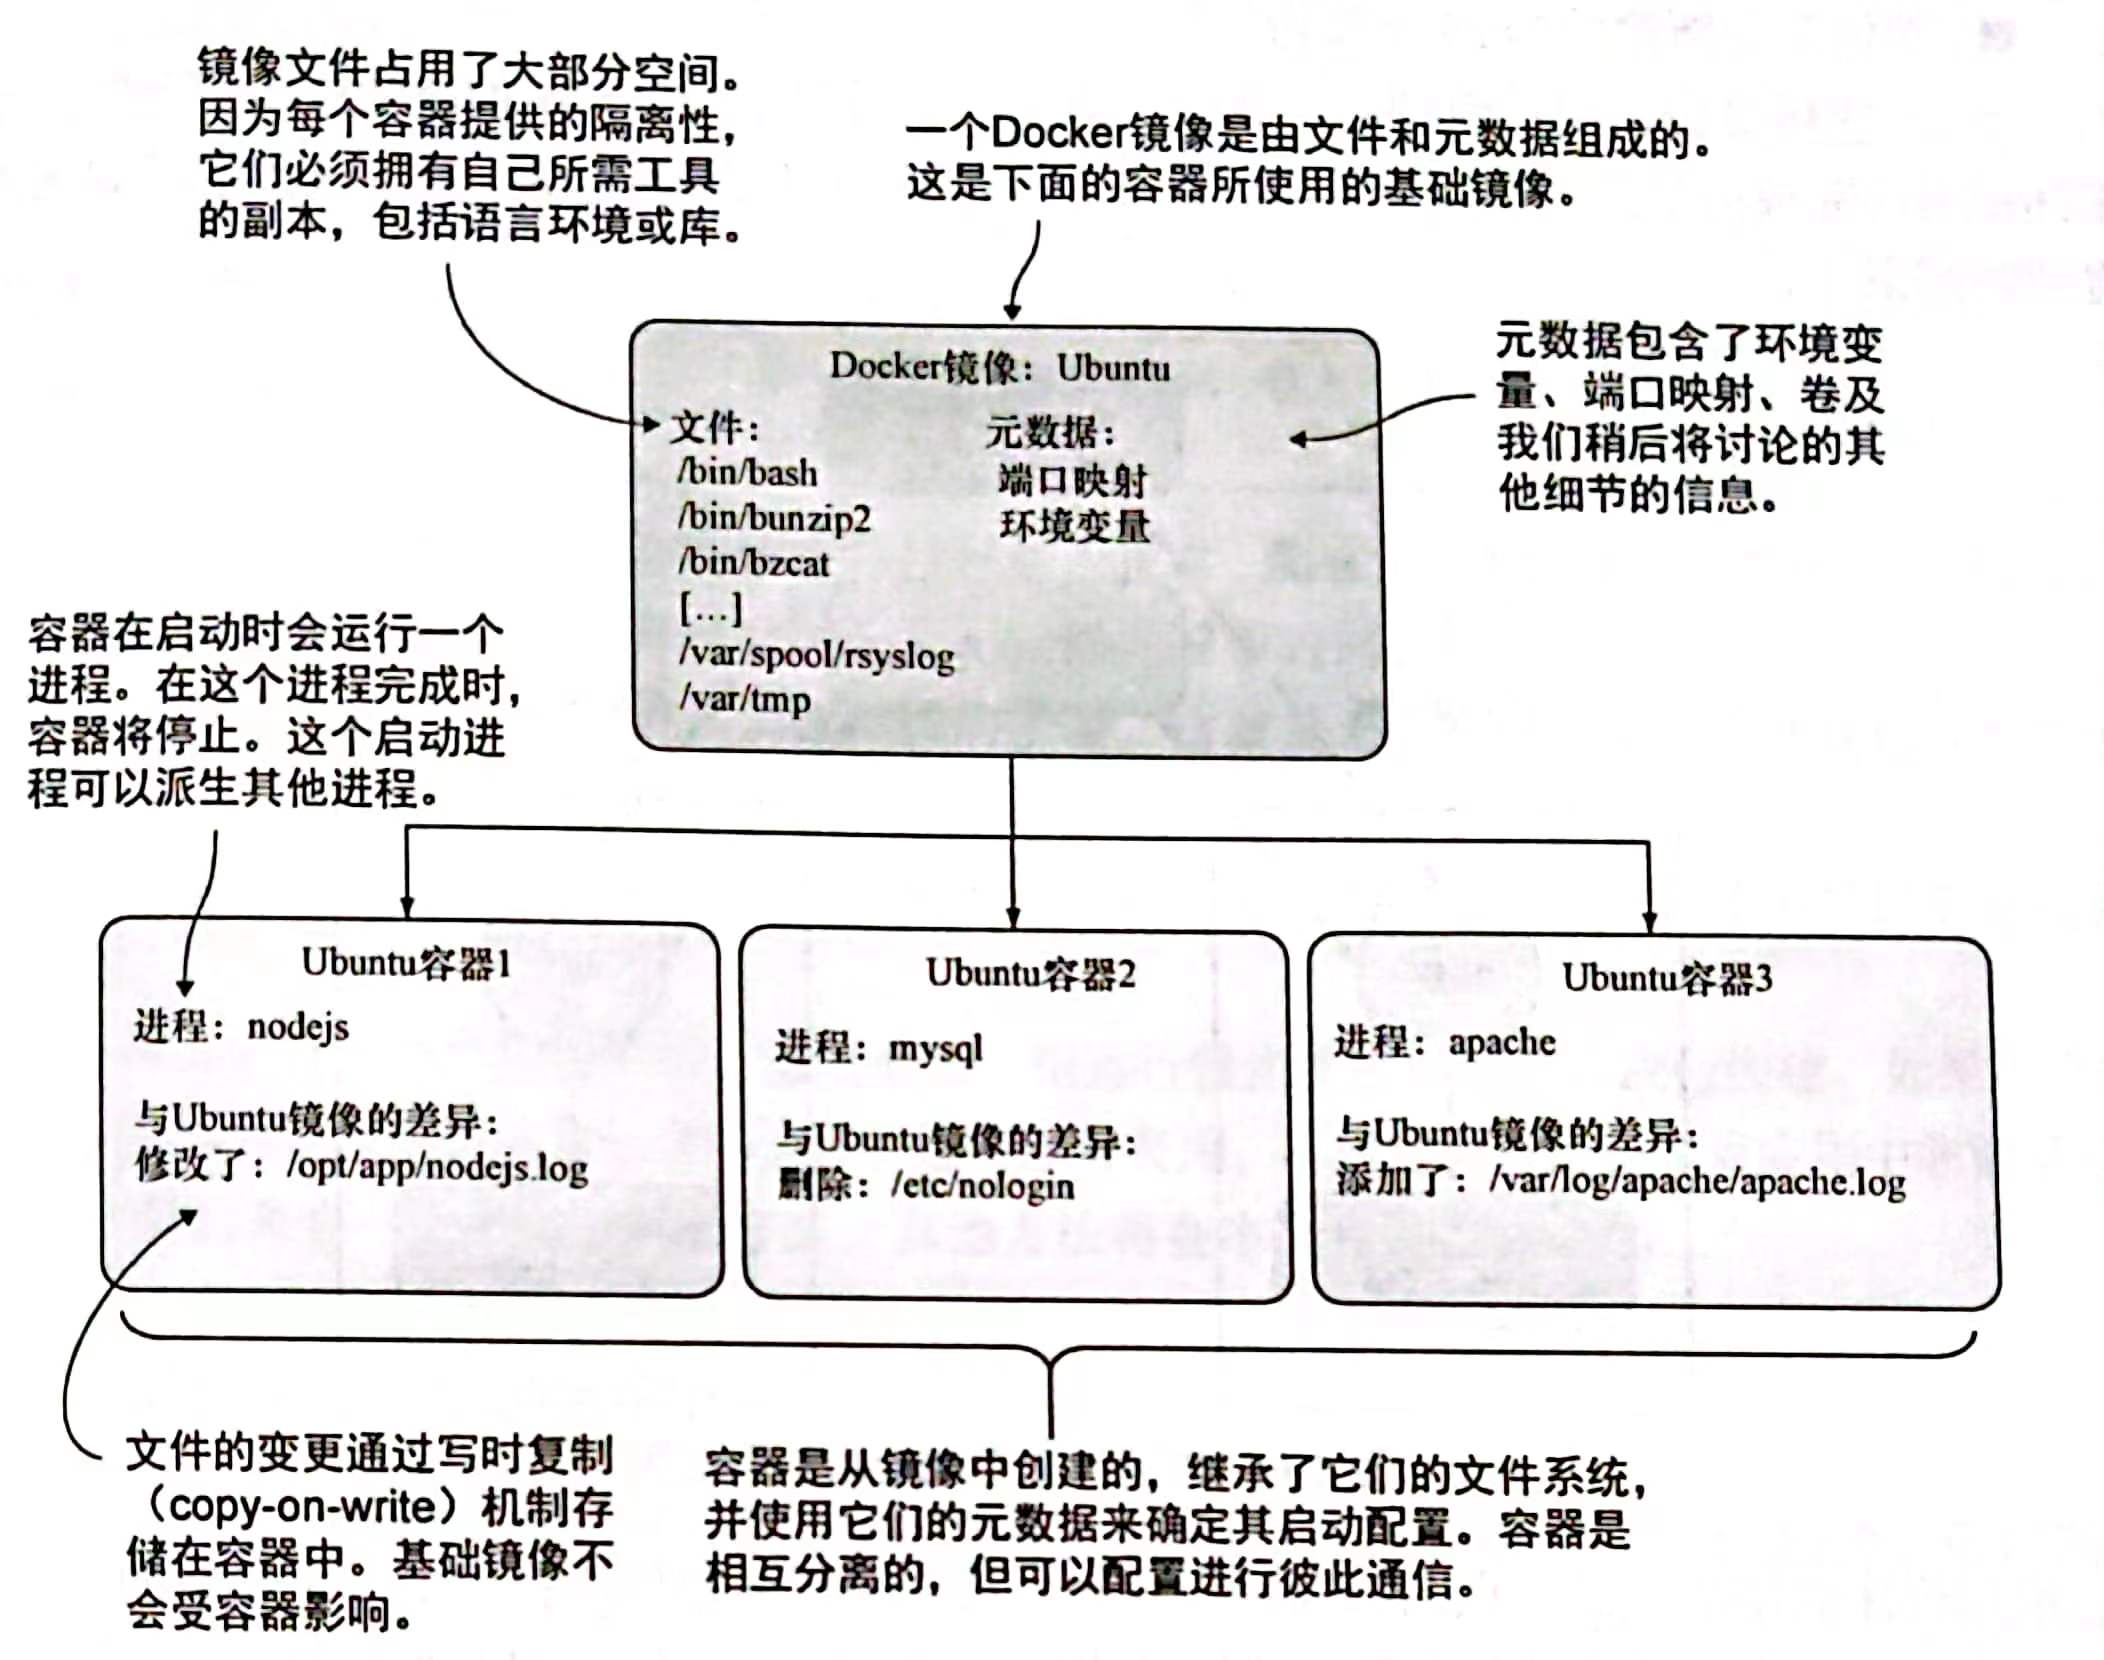 镜像文件占用了大部分空间。
因为每个容器提供的隔离性，
它们必须拥有自己所需工具
的副本，包括语言环境或库。
一个Docker镜像是由文件和元数据组成的。
这是下面的容器所使用的基础镜像。
元数据包含了环境变
量、端口映射、卷及
我们稍后将讨论的其
他细节的信息。
Docker镜像：Ubuntu
文件：
/bin/bash
/bin/bunzip2
/bin/bzcat
[...]
/var/spool/rsyslog
/var/tmp
元数据：
端口映射
环境变量
容器在启动时会运行一个
进程。在这个进程完成时，
容器将停止。这个启动进
程可以派生其他进程。
Ubuntu容器1
进程：nodejs
与Ubuntu镜像的差异：
修改了：/opt/app/nodejs.log
Ubuntu容器2
进程：mysql
与Ubuntu镜像的差异：
删除：/etc/nologin
Ubuntu容器3
进程：apache
与Ubuntu镜像的差异：
添加了：/var/log/apache/apache.log
文件的变更通过写时复制
（copy-on-write）机制存
储在容器中。基础镜像不
会受容器影响。
容器是从镜像中创建的，继承了它们的文件系统，
并使用它们的元数据来确定其启动配置。容器是
相互分离的，但可以配置进行彼此通信。